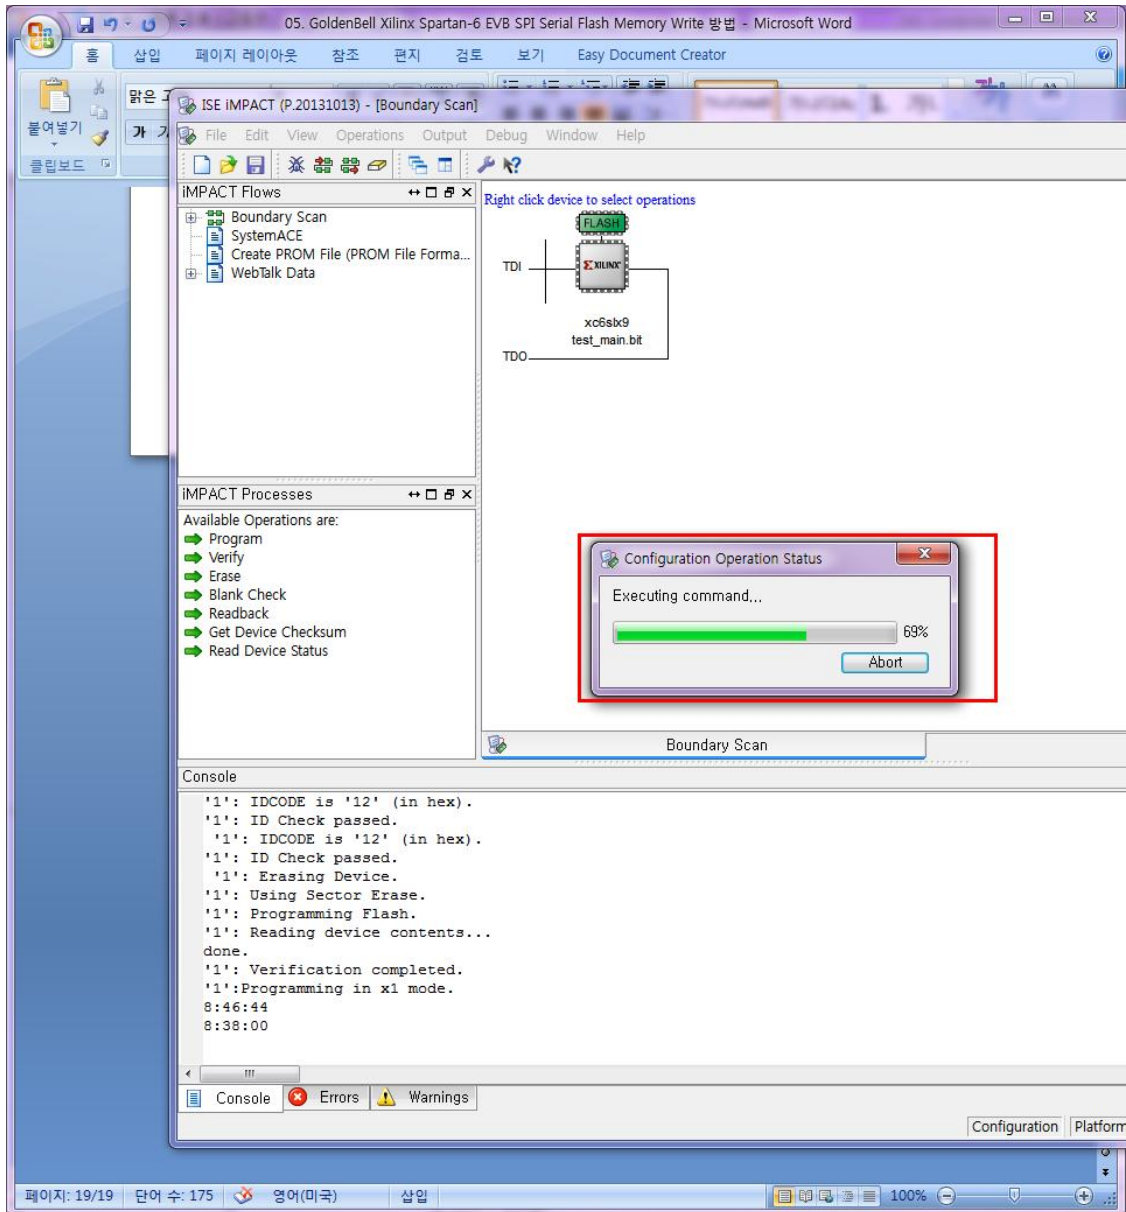 05. GoldenBell Xilinx Spartan-6 EVB SPI Serial Flash Memory Write 방법 - Microsoft Word
홈 삽입 페이지 레이아웃 참조 편지 검토 보기 Easy Document Creator
붙여넣기
클립보드
맑은
가
ISE iMPACT (P.20131013) - [Boundary Scan]
File Edit View Operations Output Debug Window Help
iMPACT Flows
Boundary Scan
SystemACE
Create PROM File (PROM File Forma...
WebTalk Data
Right click device to select operations
FLASH
TDI
XILINX
xc6slx9
test_main.bit
TDO
iMPACT Processes
Available Operations are:
Program
Verify
Erase
Blank Check
Readback
Get Device Checksum
Read Device Status
Configuration Operation Status
Executing command...
69%
Abort
Boundary Scan
Console
'1': IDCODE is '12' (in hex).
'1': ID Check passed.
'1': IDCODE is '12' (in hex).
'1': ID Check passed.
'1': Erasing Device.
'1': Using Sector Erase.
'1': Programming Flash.
'1': Reading device contents...
done.
'1': Verification completed.
'1':Programming in x1 mode.
8:46:44
8:38:00
Console Errors Warnings
Configuration Platform
페이지: 19/19 단어 수: 175 영어(미국) 삽입 100%